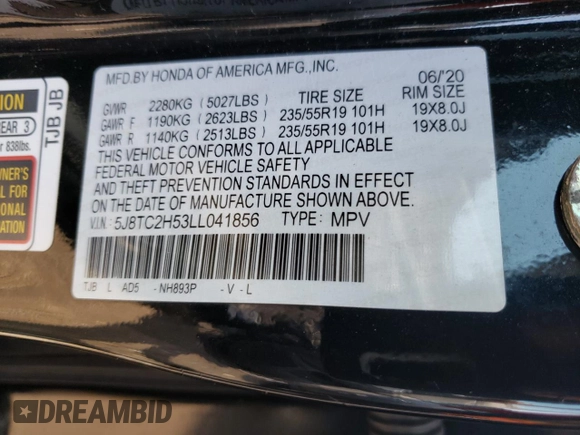 MFD.BY HONDA OF AMERICA MFG.,INC. 06/'20
GVWR 2280KG (5027LBS) TIRE SIZE RIM SIZE
GAWR F 1190KG (2623LBS) 235/55R19 101H 19X8.0J
GAWR R 1140KG (2513LBS) 235/55R19 101H 19X8.0J
THIS VEHICLE CONFORMS TO ALL APPLICABLE
FEDERAL MOTOR VEHICLE SAFETY
AND THEFT PREVENTION STANDARDS IN EFFECT
ON THE DATE OF MANUFACTURE SHOWN ABOVE.
V.I.N: 5J8TC2H53LL041856 TYPE: MPV
TJB L AD5 -NH893P -V -L
EAR 3
838lbs.
TJB JB
DREAMBID